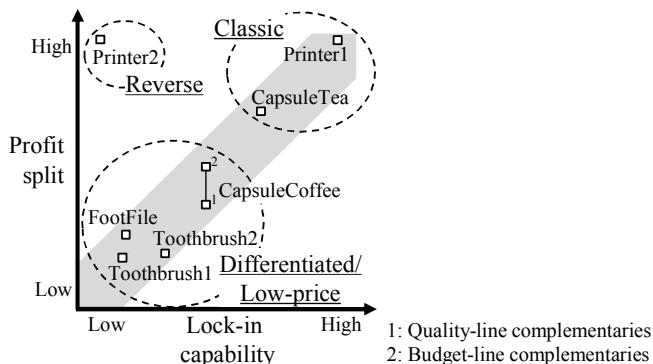 Classic
High
Printer2
Printer1
Reverse
CapsuleTea
Profit
split
2
CapsuleCoffee
1
FootFile
Toothbrush2
Toothbrush1
Differentiated/
Low-price
Low
Low
Lock-in
capability
High
1: Quality-line complementaries
2: Budget-line complementaries